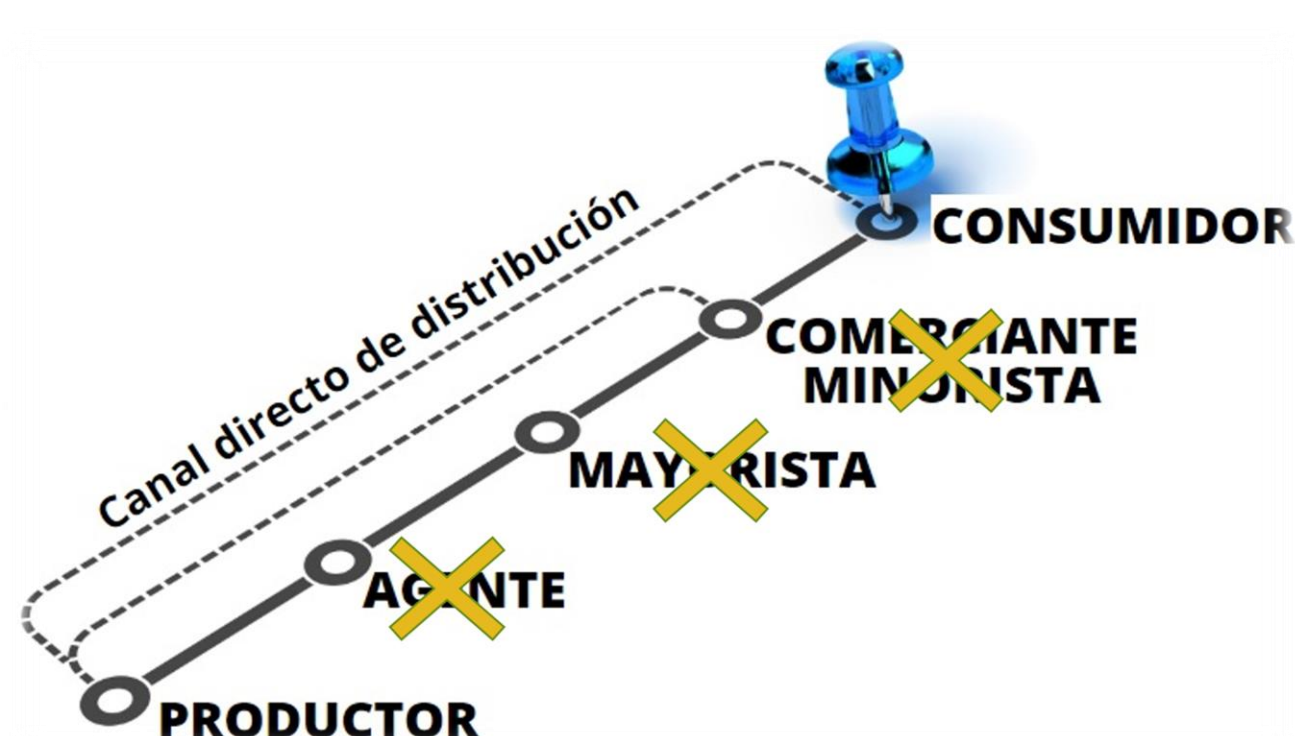 Canal directo de distribución
CONSUMIDOR
COMERCIANTE
MINORISTA
MAYORISTA
AGENTE
PRODUCTOR